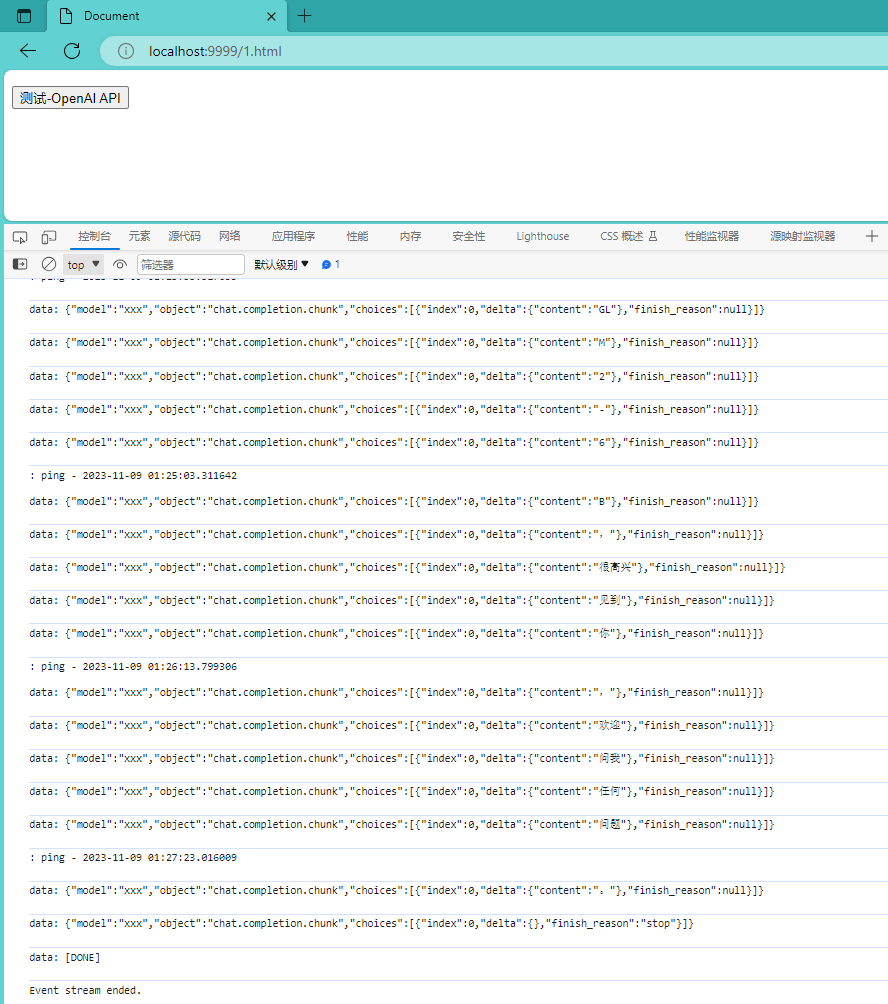 Document
localhost:9999/1.html
测试-OpenAI API
控制台 元素 源代码 网络 应用程序 性能 内存 安全性 Lighthouse CSS 概述 性能监视器 源映射监视器
top 筛选器 默认级别 1
data: {"model":"xxx","object":"chat.completion.chunk","choices":[{"index":0,"delta":{"content":"GL"},"finish_reason":null}]}
data: {"model":"xxx","object":"chat.completion.chunk","choices":[{"index":0,"delta":{"content":"M"},"finish_reason":null}]}
data: {"model":"xxx","object":"chat.completion.chunk","choices":[{"index":0,"delta":{"content":"2"},"finish_reason":null}]}
data: {"model":"xxx","object":"chat.completion.chunk","choices":[{"index":0,"delta":{"content":"-"},"finish_reason":null}]}
data: {"model":"xxx","object":"chat.completion.chunk","choices":[{"index":0,"delta":{"content":"6"},"finish_reason":null}]}
: ping - 2023-11-09 01:25:03.311642
data: {"model":"xxx","object":"chat.completion.chunk","choices":[{"index":0,"delta":{"content":"B"},"finish_reason":null}]}
data: {"model":"xxx","object":"chat.completion.chunk","choices":[{"index":0,"delta":{"content":"，"},"finish_reason":null}]}
data: {"model":"xxx","object":"chat.completion.chunk","choices":[{"index":0,"delta":{"content":"很高兴"},"finish_reason":null}]}
data: {"model":"xxx","object":"chat.completion.chunk","choices":[{"index":0,"delta":{"content":"见到"},"finish_reason":null}]}
data: {"model":"xxx","object":"chat.completion.chunk","choices":[{"index":0,"delta":{"content":"你"},"finish_reason":null}]}
: ping - 2023-11-09 01:26:13.799306
data: {"model":"xxx","object":"chat.completion.chunk","choices":[{"index":0,"delta":{"content":"，"},"finish_reason":null}]}
data: {"model":"xxx","object":"chat.completion.chunk","choices":[{"index":0,"delta":{"content":"欢迎"},"finish_reason":null}]}
data: {"model":"xxx","object":"chat.completion.chunk","choices":[{"index":0,"delta":{"content":"问我"},"finish_reason":null}]}
data: {"model":"xxx","object":"chat.completion.chunk","choices":[{"index":0,"delta":{"content":"任何"},"finish_reason":null}]}
data: {"model":"xxx","object":"chat.completion.chunk","choices":[{"index":0,"delta":{"content":"问题"},"finish_reason":null}]}
: ping - 2023-11-09 01:27:23.016009
data: {"model":"xxx","object":"chat.completion.chunk","choices":[{"index":0,"delta":{"content":"。"},"finish_reason":null}]}
data: {"model":"xxx","object":"chat.completion.chunk","choices":[{"index":0,"delta":{},"finish_reason":"stop"}]}
data: [DONE]
Event stream ended.